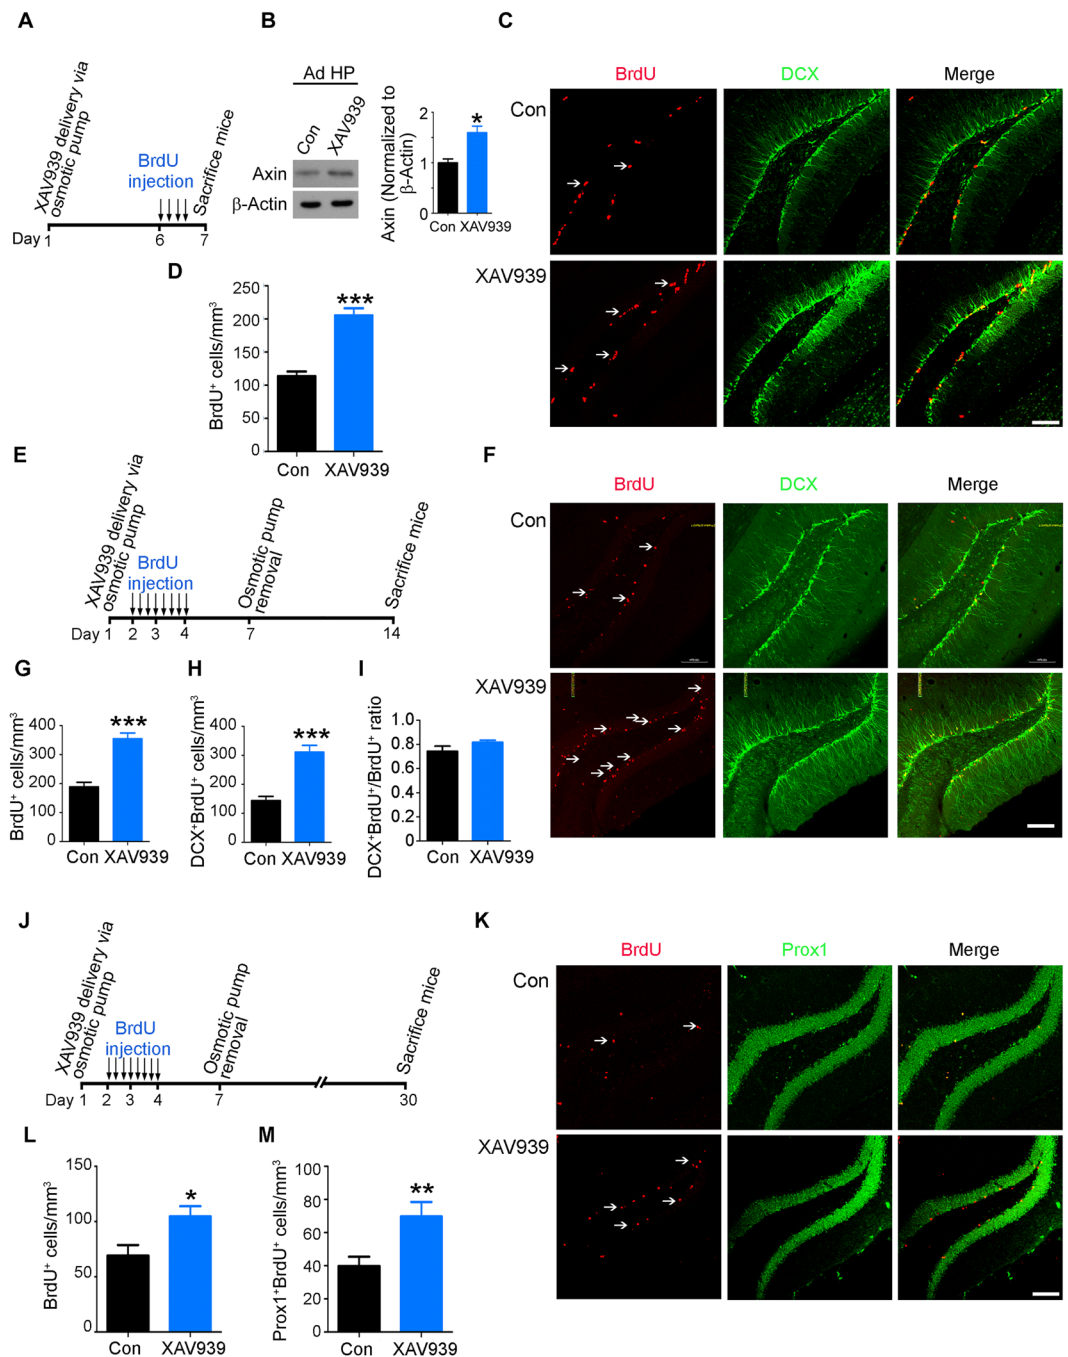 A
XAV939 delivery via
osmotic pump
BrdU
injection
Sacrifice mice
Day 1
6
7
B
Ad HP
Con
XAV939
Axin
β-Actin
Axin (Normalized to
β-Actin)
2
1
0
*
Con XAV939
C
BrdU
DCX
Merge
Con
XAV939
D
BrdU+ cells/mm3
250
200
150
100
50
0
***
Con
XAV939
E
XAV939 delivery via
osmotic pump
BrdU
injection
Osmotic pump
removal
Sacrifice mice
Day 1
2
3
4
7
14
F
BrdU
DCX
Merge
Con
XAV939
G
BrdU+ cells/mm3
400
300
200
100
0
***
Con XAV939
H
DCX+BrdU+ cells/mm3
400
300
200
100
0
***
Con XAV939
I
DCX+BrdU+/BrdU+ ratio
1.0
0.8
0.6
0.4
0.2
0
Con XAV939
J
XAV939 delivery via
osmotic pump
BrdU
injection
Osmotic pump
removal
Sacrifice mice
Day 1
2
3
4
7
30
K
BrdU
Prox1
Merge
Con
XAV939
L
BrdU+ cells/mm3
150
100
50
0
*
Con
XAV939
M
Prox1+BrdU+ cells/mm3
100
80
60
40
20
0
**
Con
XAV939